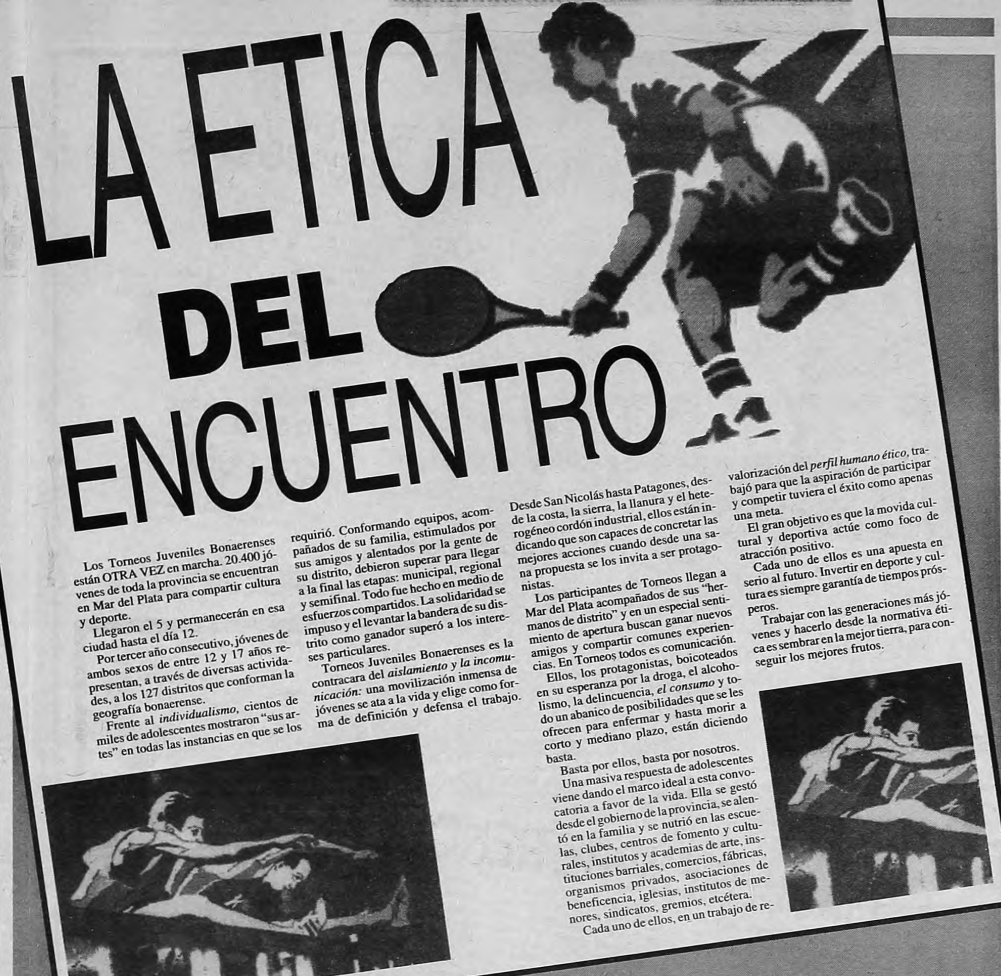 LA ETICA
DEL
ENCUENTRO
Los Torneos Juveniles Bonaerenses
están OTRA VEZ en marcha. 20.400 jó-
venes de toda la provincia se encuentran
en Mar del Plata para compartir cultura
y deporte.
Llegaron el 5 y permanecerán en esa
ciudad hasta el día 12.
Por tercer año consecutivo, jóvenes de
ambos sexos de entre 12 y 17 años re-
presentan, a través de diversas activida-
des, a los 127 distritos que conforman la
geografía bonaerense.
Frente al individualismo, cientos de
miles de adolescentes mostraron "sus ar-
tes" en todas las instancias en que se los
requirió. Conformando equipos, acom-
pañados de su familia, estimulados por
sus amigos y alentados por la gente de
su distrito, debieron superar para llegar
a la final las etapas: municipal, regional
y semifinal. Todo fue hecho en medio de
esfuerzos compartidos. La solidaridad se
impuso y el levantar la bandera de su dis-
trito como ganador superó a los intere-
ses particulares.
Torneos Juveniles Bonaerenses es la
contracara del aislamiento y la incomu-
nicación: una movilización inmensa de
jóvenes se ata a la vida y elige como for-
ma de definición y defensa el trabajo.
Desde San Nicolás hasta Patagones, des-
de la costa, la sierra, la llanura y el hete-
rogéneo cordón industrial, ellos están in-
dicando que son capaces de concretar las
mejores acciones cuando desde una sa-
na propuesta se los invita a ser protago-
nistas.
Los participantes de Torneos llegan a
Mar del Plata acompañados de sus "her-
manos de distrito" y en un especial senti-
miento de apertura buscan ganar nuevos
amigos y compartir comunes experien-
cias. En Torneos todos es comunicación.
Ellos, los protagonistas, boicoteados
en su esperanza por la droga, el alcoho-
lismo, la delincuencia, el consumo y to-
do un abanico de posibilidades que se les
ofrecen para enfermar y hasta morir a
corto y mediano plazo, están diciendo
basta.
Basta por ellos, basta por nosotros.
Una masiva respuesta de adolescentes
viene dando el marco ideal a esta convo-
catoria a favor de la vida. Ella se gestó
desde el gobierno de la provincia, se alen-
tó en la familia y se nutrió en las escue-
las, clubes, centros de fomento y cultu-
rales, institutos y academias de arte, ins-
tituciones barriales, comercios, fábricas,
organismos privados, asociaciones de
beneficencia, iglesias, institutos de me-
nores, sindicatos, gremios, etcétera.
Cada uno de ellos, en un trabajo de re-
valorización del perfil humano ético, tra-
bajó para que la aspiración de participar
y competir tuviera el éxito como apenas
una meta.
El gran objetivo es que la movida cul-
tural y deportiva actúe como foco de
atracción positivo.
Cada uno de ellos es una apuesta en
serio al futuro. Invertir en deporte y cul-
tura es siempre garantía de tiempos prós-
peros.
Trabajar con las generaciones más jó-
venes y hacerlo desde la normativa éti-
ca es sembrar en la mejor tierra, para con-
seguir los mejores frutos.